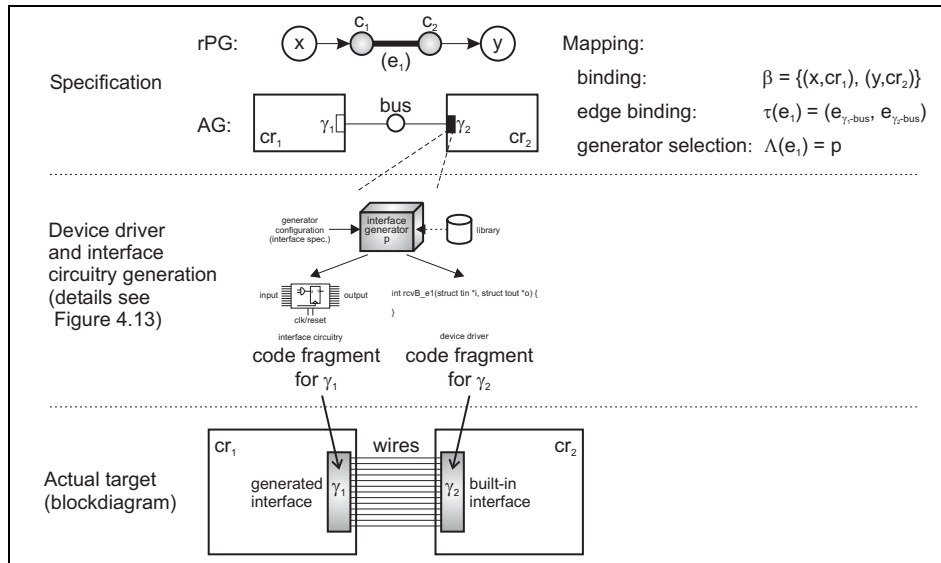 rPG:
x
c₁
c₂
(e₁)
y
Mapping:
Specification
binding: β = {(x,cr₁), (y,cr₂)}
AG:
cr₁
γ₁
bus
γ₂
cr₂
edge binding: τ(e₁) = (e_γ₁-bus, e_γ₂-bus)
generator selection: Λ(e₁) = p
Device driver
and interface
circuitry generation
(details see
Figure 4.13)
generator
configuration
(interface spec.)
interface
generator
p
library
input
output
clk/reset
int rcvB_e1(struct tin *i, struct tout *o) {
}
interface circuitry
code fragment
for γ₁
device driver
code fragment
for γ₂
Actual target
(blockdiagram)
cr₁
generated
interface
γ₁
wires
γ₂
built-in
interface
cr₂